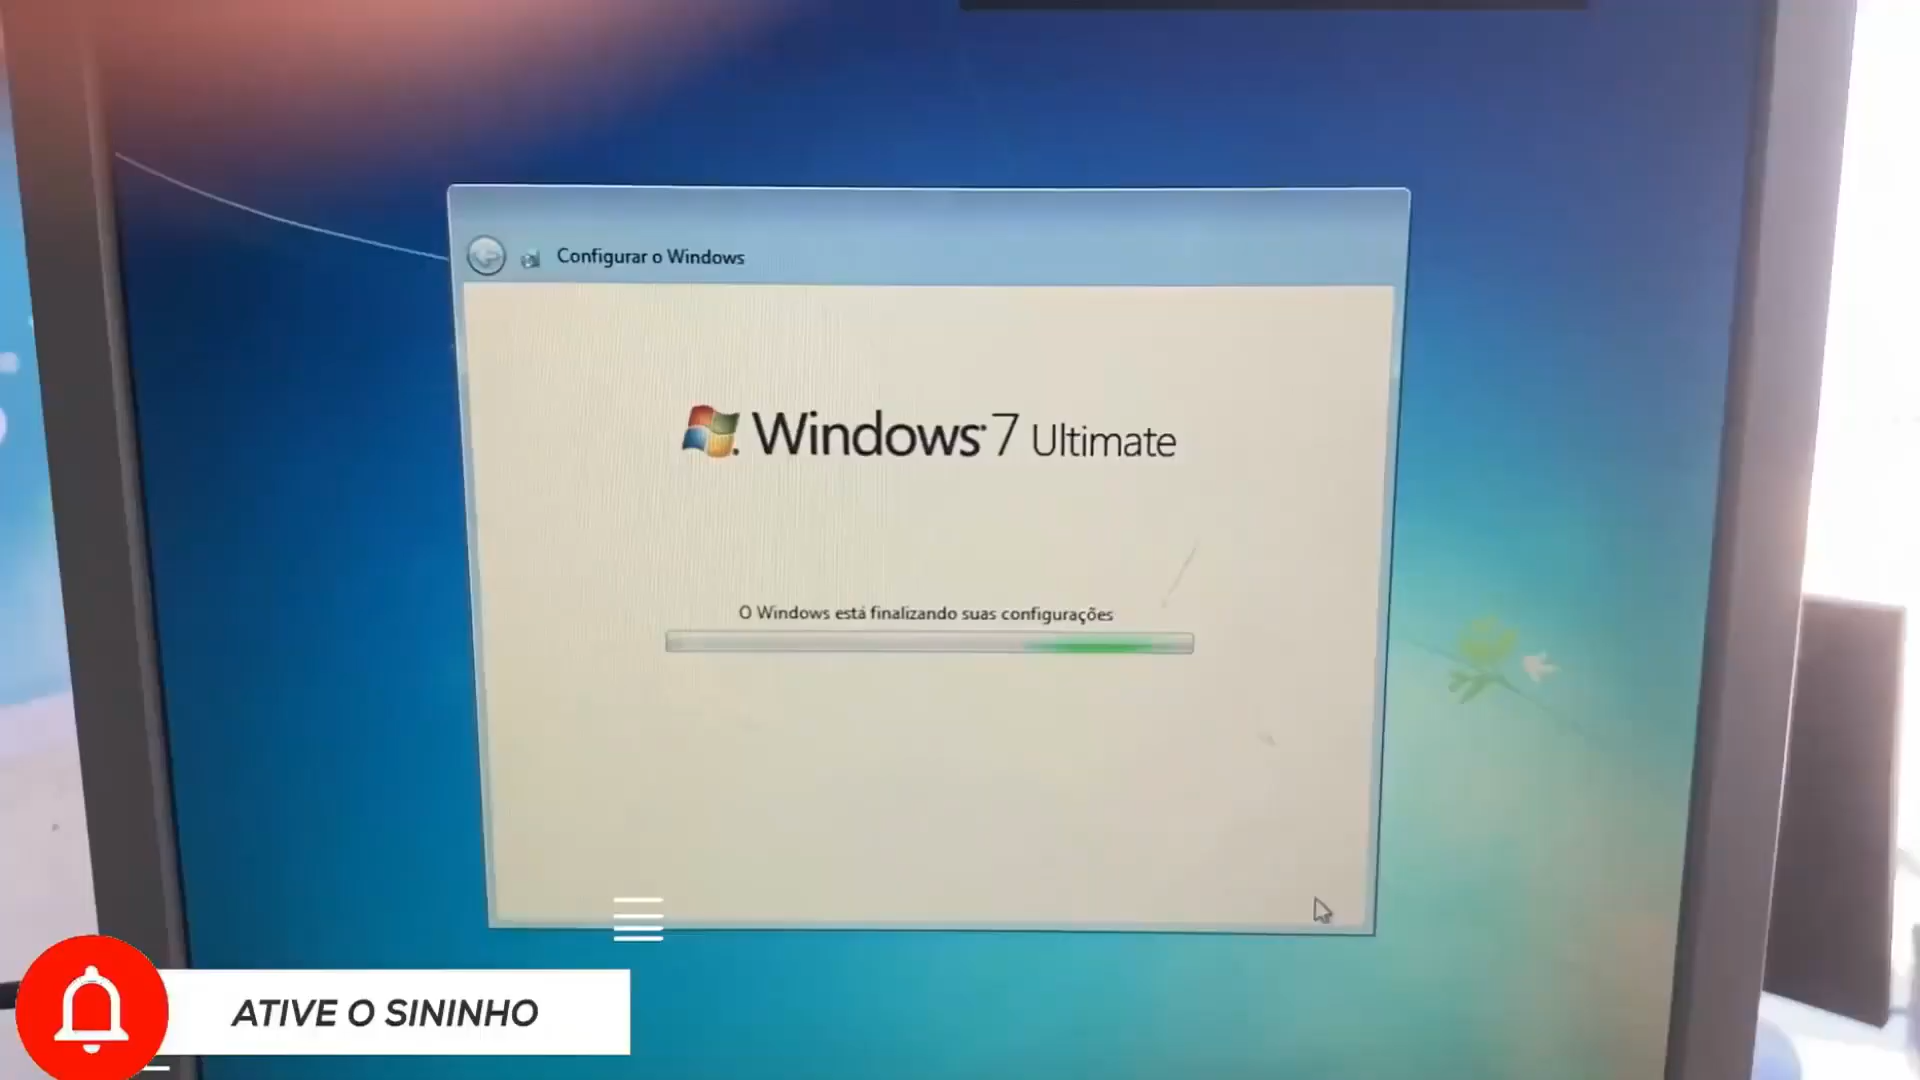 Configurar o Windows
Windows 7 Ultimate
O Windows está finalizando suas configurações
ATIVE O SININHO